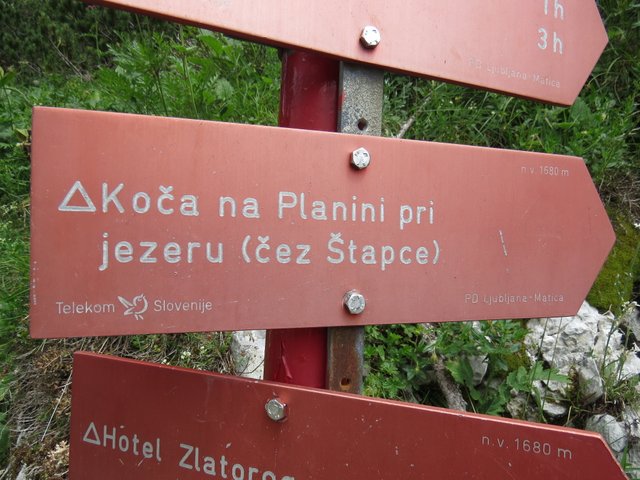 1h
3h
PD Ljubljana-Matica
n.v. 1680 m
Koča na Planini pri
jezeru (čez Štapce)
Telekom Slovenije
PD Ljubljana-Matica
n.v. 1680 m
Hotel Zlatorog